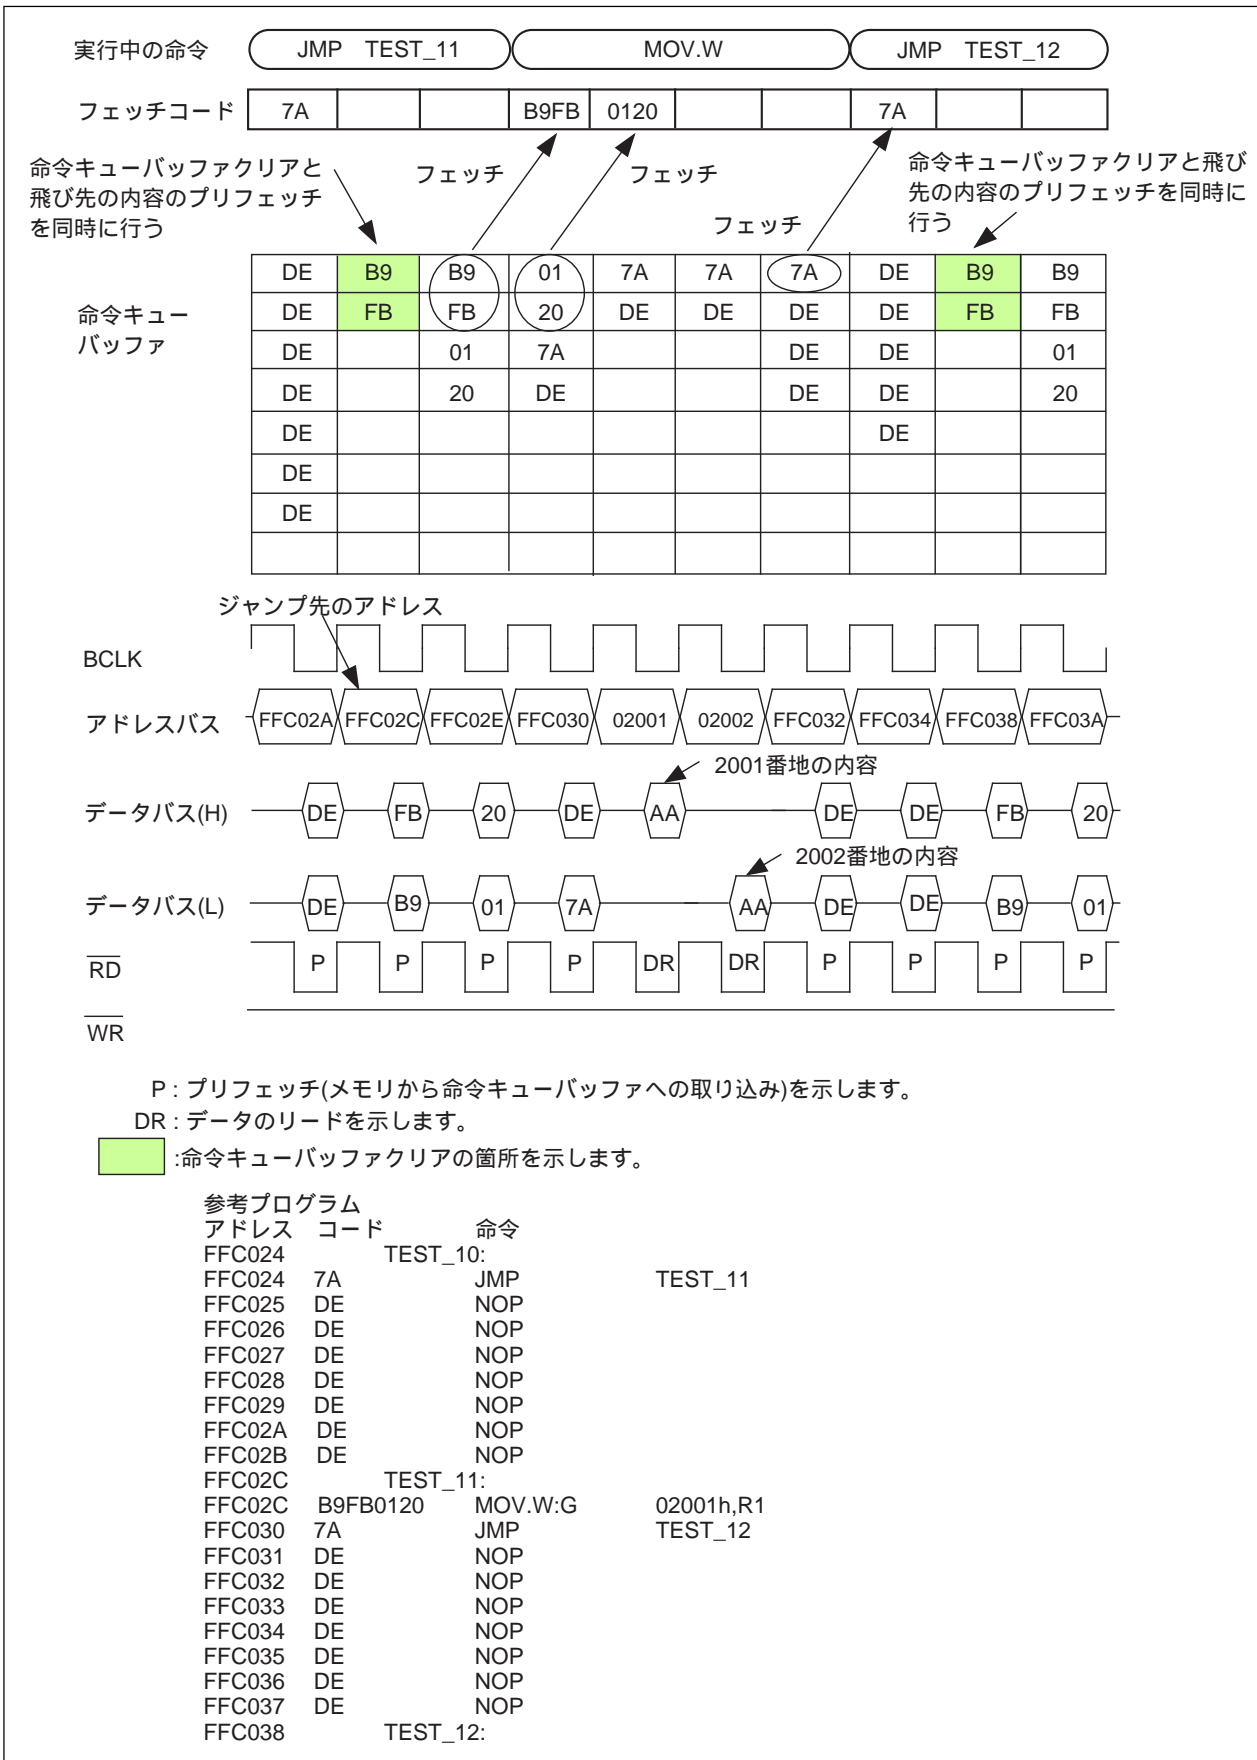 実行中の命令 JMP TEST_11 MOV.W JMP TEST_12
フェッチコード 7A B9FB 0120 7A
命令キューバッファクリアと
飛び先の内容のプリフェッチ
を同時に行う
フェッチ
フェッチ
フェッチ
命令キューバッファクリアと飛び
先の内容のプリフェッチを同時に
行う
命令キュー
バッファ
DE B9 B9 01 7A 7A 7A DE B9 B9
DE FB FB 20 DE DE DE DE FB FB
DE 01 7A DE DE 01
DE 20 DE DE DE 20
DE DE
DE
DE
ジャンプ先のアドレス
BCLK
アドレスバス FFC02A FFC02C FFC02E FFC030 02001 02002 FFC032 FFC034 FFC038 FFC03A
2001番地の内容
データバス(H) DE FB 20 DE AA DE DE FB 20
2002番地の内容
データバス(L) DE B9 01 7A AA DE DE B9 01
RD P P P P DR DR P P P P
WR
P : プリフェッチ(メモリから命令キューバッファへの取り込み)を示します。
DR : データのリードを示します。
:命令キューバッファクリアの箇所を示します。
参考プログラム
アドレス コード 命令
FFC024 TEST_10:
FFC024 7A JMP TEST_11
FFC025 DE NOP
FFC026 DE NOP
FFC027 DE NOP
FFC028 DE NOP
FFC029 DE NOP
FFC02A DE NOP
FFC02B DE NOP
FFC02C TEST_11:
FFC02C B9FB0120 MOV.W:G 02001h,R1
FFC030 7A JMP TEST_12
FFC031 DE NOP
FFC032 DE NOP
FFC033 DE NOP
FFC034 DE NOP
FFC035 DE NOP
FFC036 DE NOP
FFC037 DE NOP
FFC038 TEST_12: